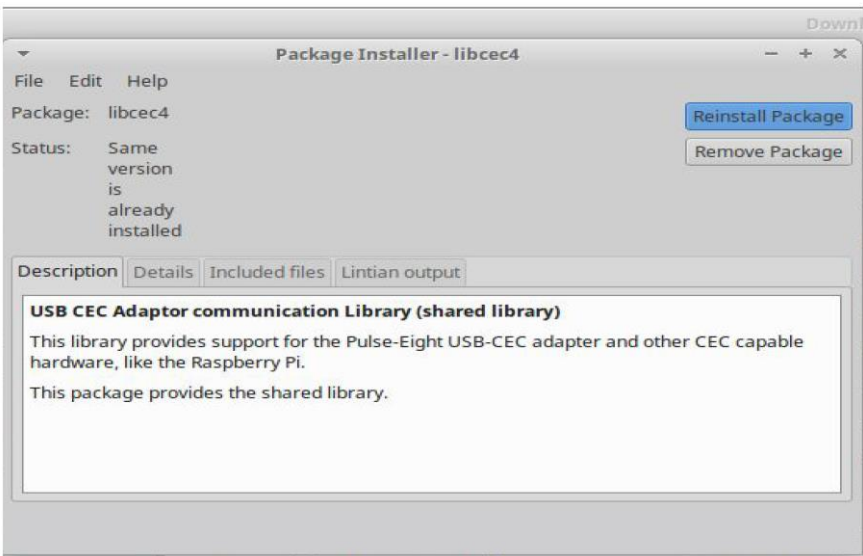 Downl
Package Installer - libcec4
File Edit Help
Package: libcec4
Reinstall Package
Status: Same
version
is
already
installed
Remove Package
Description Details Included files Lintian output
USB CEC Adaptor communication Library (shared library)
This library provides support for the Pulse-Eight USB-CEC adapter and other CEC capable
hardware, like the Raspberry Pi.
This package provides the shared library.